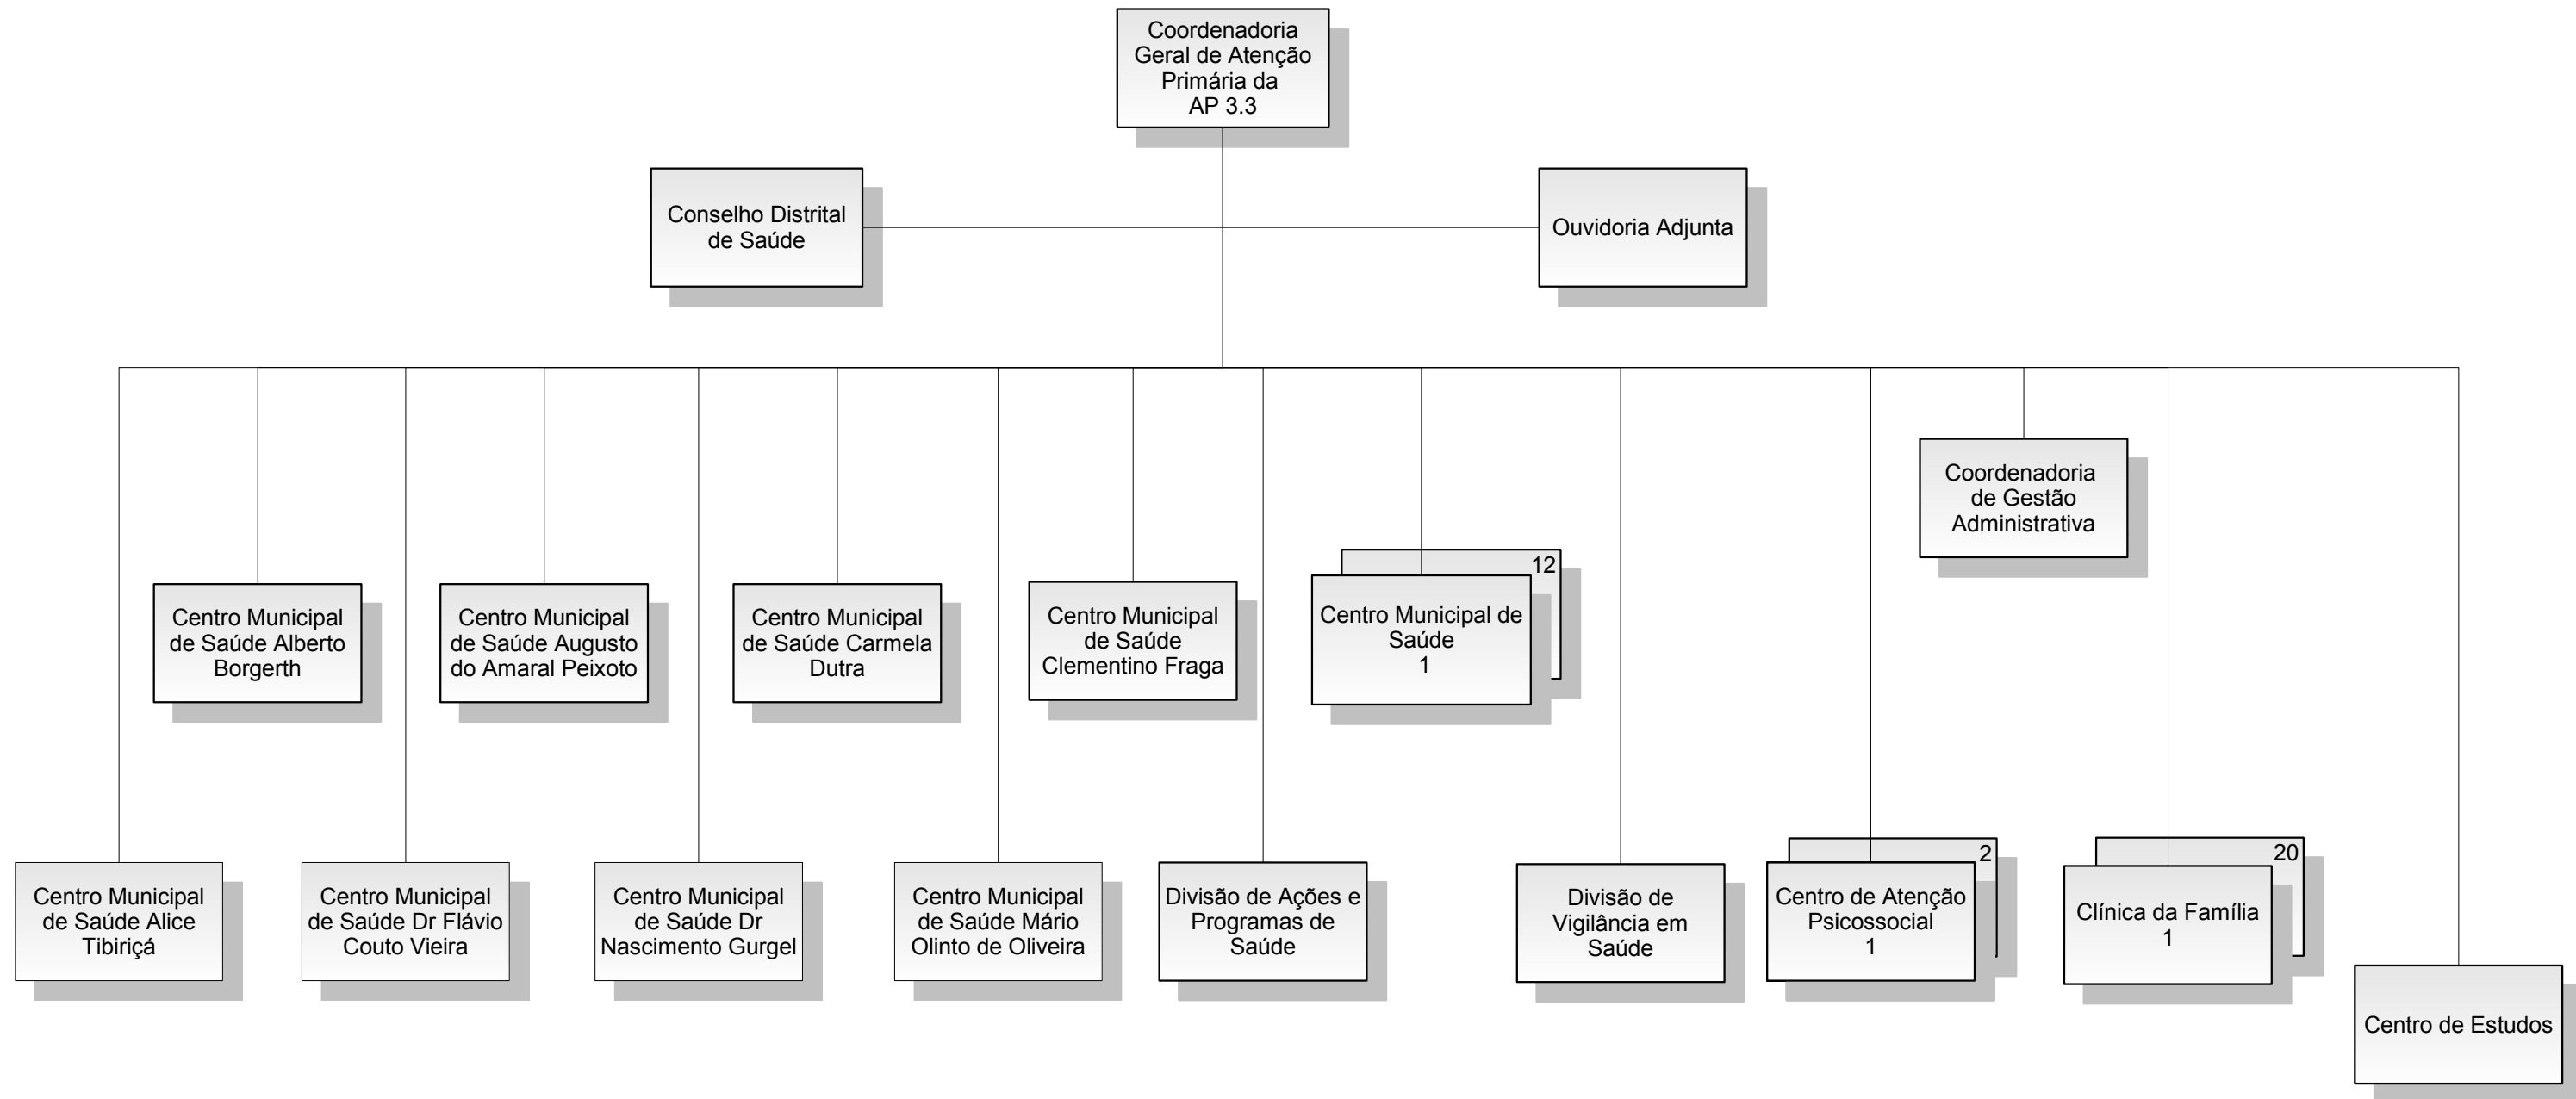 Coordenadoria
Geral de Atenção
Primária da
AP 3.3
Conselho Distrital
de Saúde
Ouvidoria Adjunta
Coordenadoria
de Gestão
Administrativa
Centro Municipal
de Saúde Alberto
Borgerth
Centro Municipal
de Saúde Augusto
do Amaral Peixoto
Centro Municipal
de Saúde Carmela
Dutra
Centro Municipal
de Saúde
Clementino Fraga
12
Centro Municipal de
Saúde
1
Centro Municipal
de Saúde Alice
Tibiriçá
Centro Municipal
de Saúde Dr Flávio
Couto Vieira
Centro Municipal
de Saúde Dr
Nascimento Gurgel
Centro Municipal
de Saúde Mário
Olinto de Oliveira
Divisão de Ações e
Programas de
Saúde
Divisão de
Vigilância em
Saúde
2
Centro de Atenção
Psicossocial
1
20
Clínica da Família
1
Centro de Estudos